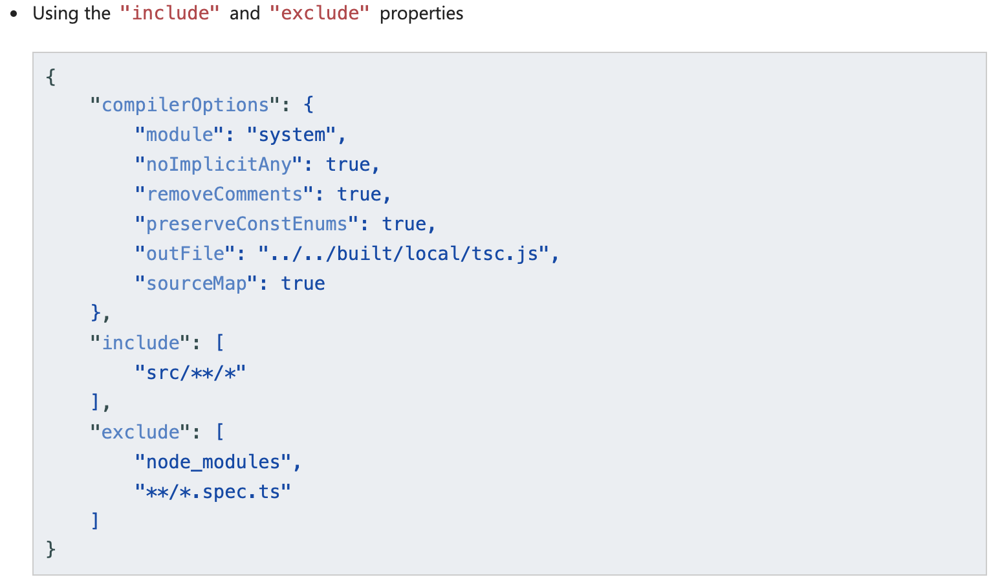 Using the "include" and "exclude" properties
{
    "compilerOptions": {
        "module": "system",
        "noImplicitAny": true,
        "removeComments": true,
        "preserveConstEnums": true,
        "outFile": "../../built/local/tsc.js",
        "sourceMap": true
    },
    "include": [
        "src/**/*"
    ],
    "exclude": [
        "node_modules",
        "**/*.spec.ts"
    ]
}